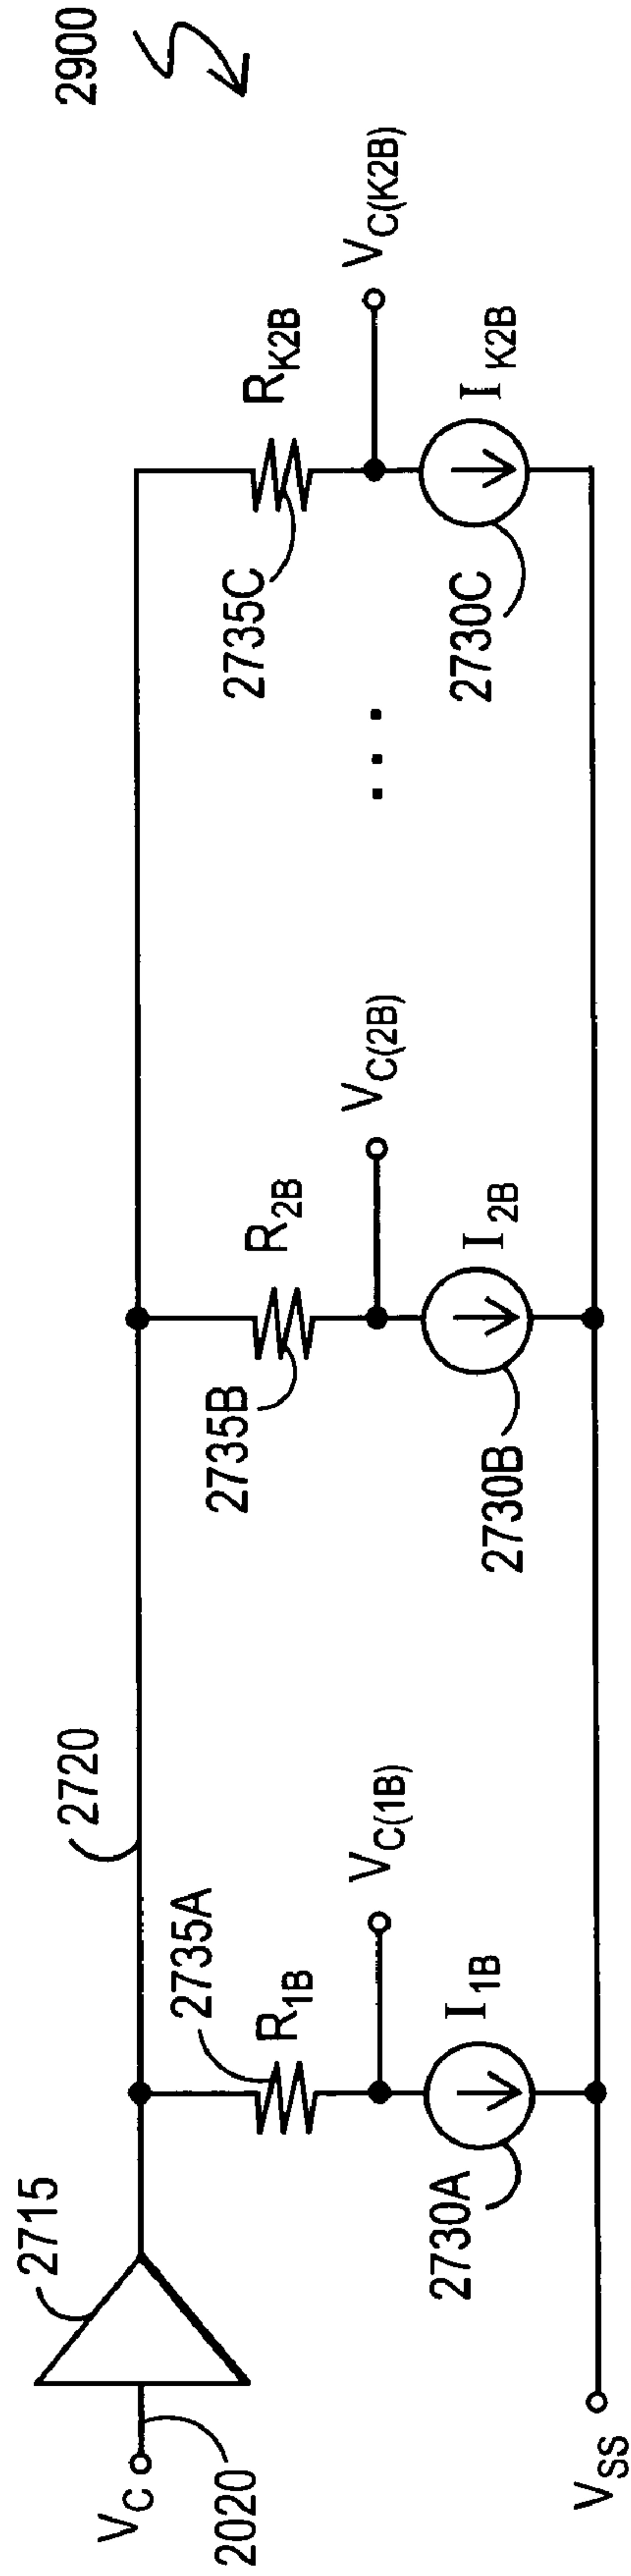 2900
V_C
2020
2715
2720
2735A
R_1B
V_C(1B)
2730A
I_1B
2735B
R_2B
V_C(2B)
2730B
I_2B
2735C
R_K2B
V_C(K2B)
. . .
2730C
I_K2B
V_SS